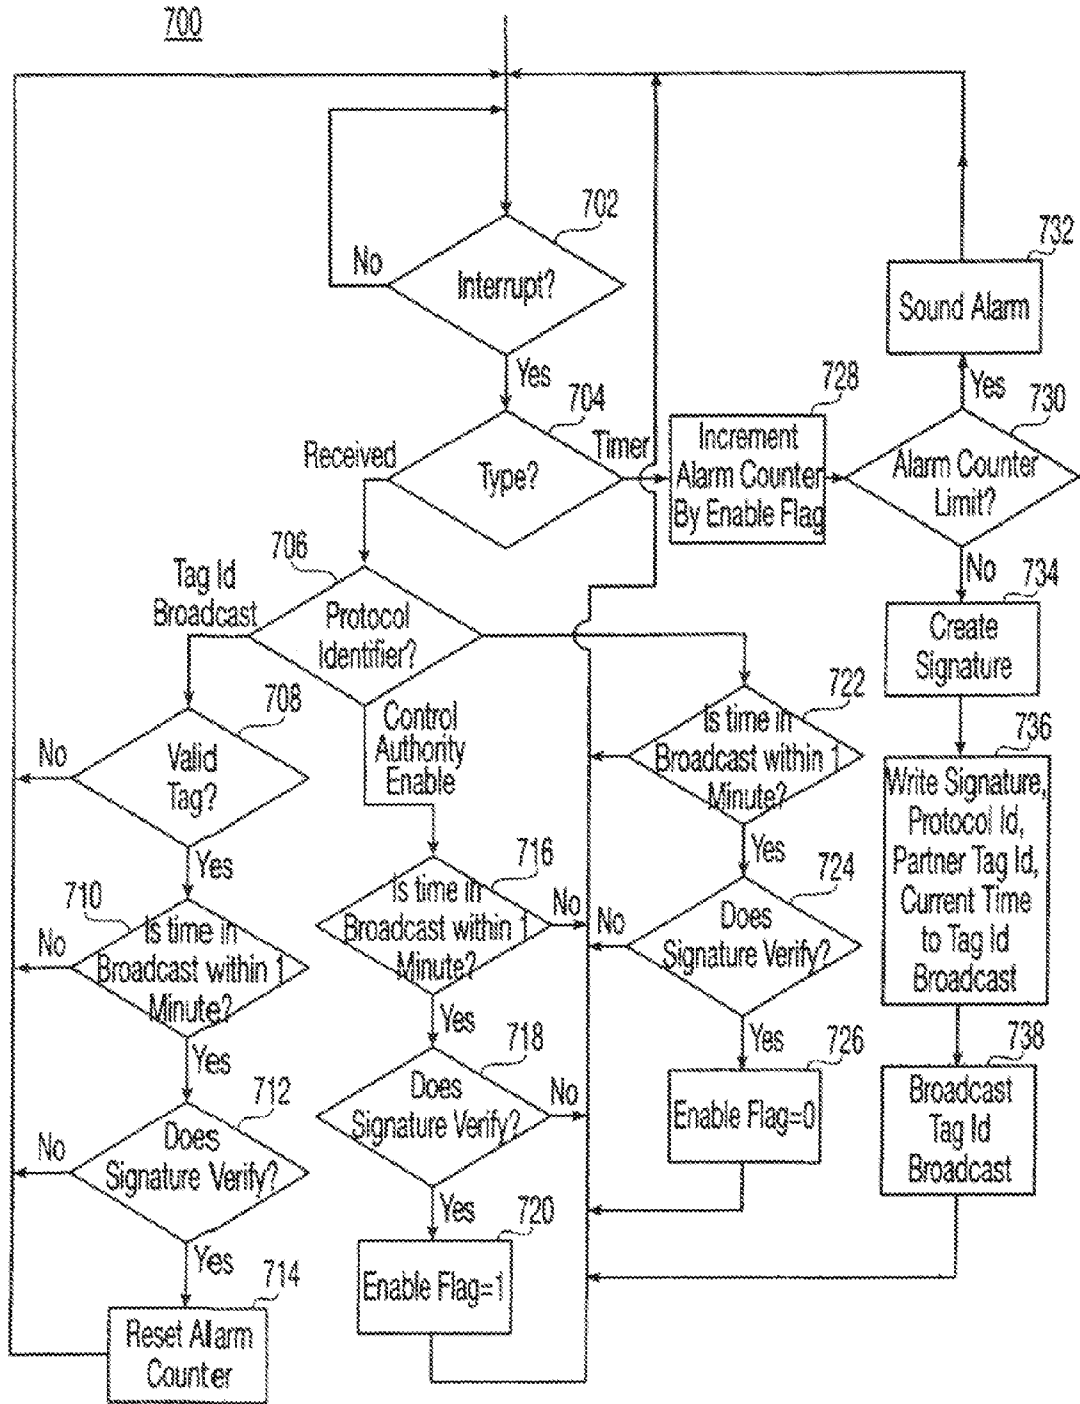 700
702
No
Interrupt?
Yes
732
Sound Alarm
Yes
704
Received
Type?
Timer
728
Increment
Alarm Counter
By Enable Flag
730
Alarm Counter
Limit?
No
706
Tag Id
Broadcast
Protocol
Identifier?
734
Create
Signature
708
No
Valid
Tag?
Yes
Control
Authority
Enable
722
Is time in
Broadcast within 1
Minute?
Yes
736
Write Signature,
Protocol Id,
Partner Tag Id,
Current Time
to Tag Id
Broadcast
710
No
Is time in
Broadcast within 1
Minute?
Yes
716
Is time in
Broadcast within 1
Minute?
No
Yes
724
No
Does
Signature Verify?
Yes
712
No
Does
Signature Verify?
Yes
718
Does
Signature Verify?
No
Yes
726
Enable Flag=0
738
Broadcast
Tag Id
Broadcast
714
Reset Alarm
Counter
720
Enable Flag=1